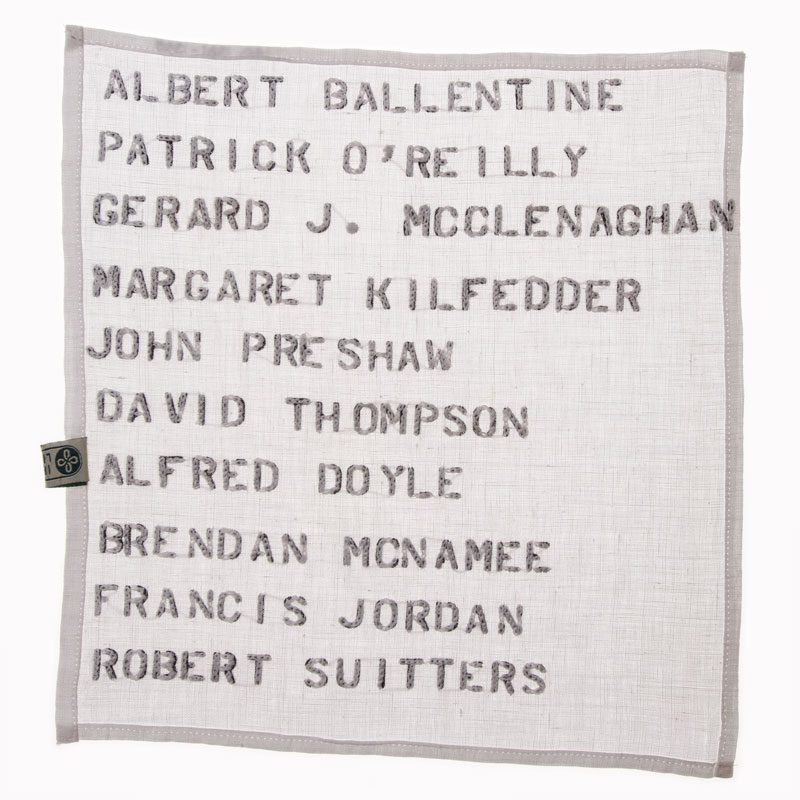 ALBERT BALLENTINE
PATRICK O'REILLY
GERARD J. MCCLENAGHAN
MARGARET KILFEDDER
JOHN PRESHAW
DAVID THOMPSON
ALFRED DOYLE
BRENDAN MCNAMEE
FRANCIS JORDAN
ROBERT SUITTERS